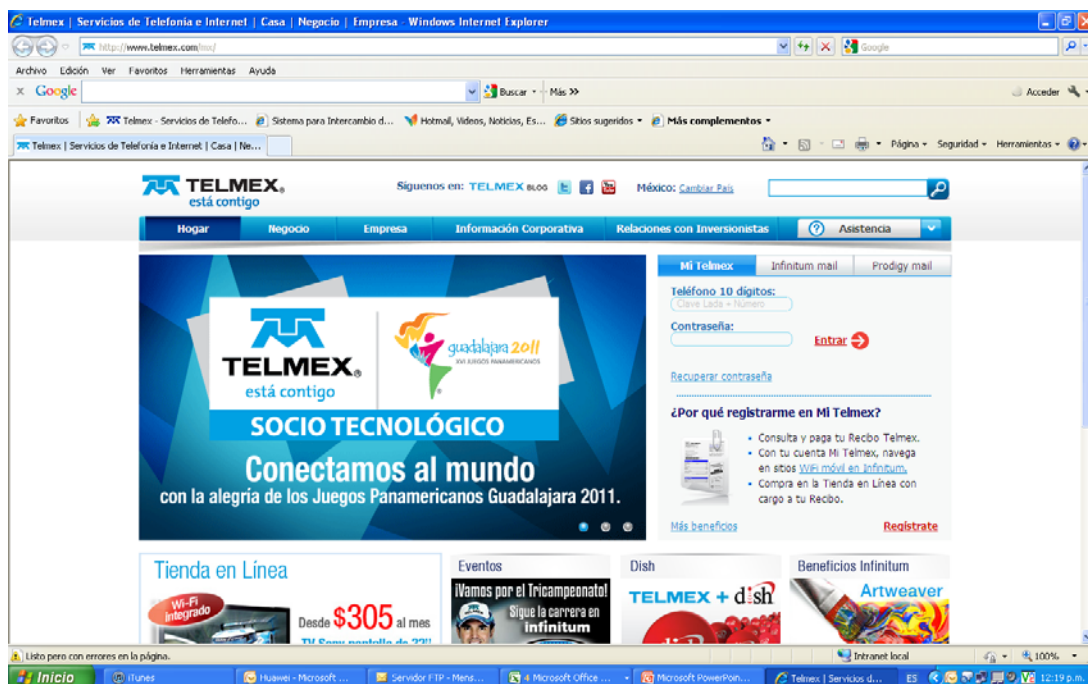 Telmex | Servicios de Telefonía e Internet | Casa | Negocio | Empresa - Windows Internet Explorer
http://www.telmex.com/mx/
Google
Archivo Edición Ver Favoritos Herramientas Ayuda
x Google Buscar Más >> Acceder
Favoritos Telmex - Servicios de Telefo... Sistema para Intercambio d... Hotmail, Videos, Noticias, Es... Sitios sugeridos Más complementos
Telmex | Servicios de Telefonía e Internet | Casa | Ne... Página Seguridad Herramientas
TELMEX®
está contigo
Síguenos en: TELMEX BLOG
México: Cambiar País
Hogar Negocio Empresa Información Corporativa Relaciones con Inversionistas Asistencia
TELMEX®
está contigo
guadalajara 2011
XVI JUEGOS PANAMERICANOS
SOCIO TECNOLÓGICO
Conectamos al mundo
con la alegría de los Juegos Panamericanos Guadalajara 2011.
Mi Telmex Infinitum mail Prodigy mail
Teléfono 10 dígitos:
Clave Lada + Número
Contraseña:
Entrar
Recuperar contraseña
¿Por qué registrarme en Mi Telmex?
• Consulta y paga tu Recibo Telmex.
• Con tu cuenta Mi Telmex, navega
en sitios WiFi móvil en Infinitum.
• Compra en la Tienda en Línea con
cargo a tu Recibo.
Más beneficios
Regístrate
Tienda en Línea
Wi-Fi
integrado
Desde $305 al mes
TV Sony pantalla de 22"
Eventos
¡Vamos por el Tricampeonato!
Sigue la carrera en
infinitum
Dish
TELMEX + dish
dish
Beneficios Infinitum
Artweaver
Listo pero con errores en la página.
Intranet local
100%
Inicio iTunes Huawei - Microsoft ... Servidor FTP - Mens... 4 Microsoft Office ... Microsoft PowerPoin... Telmex | Servicios d... ES 12:19 p.m.